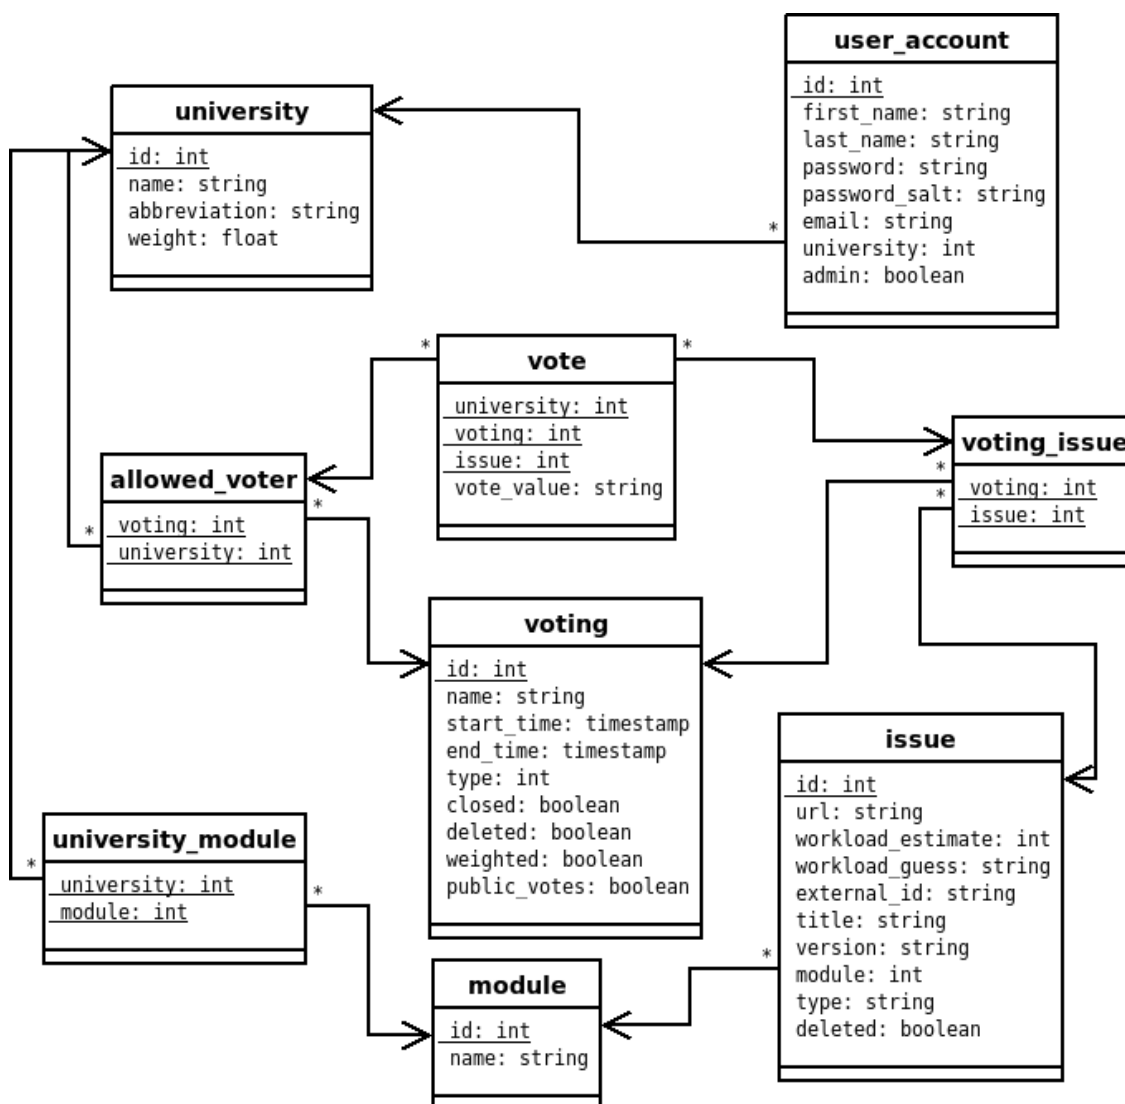 user_account
id: int
first_name: string
last_name: string
password: string
password_salt: string
email: string
university: int
admin: boolean
*
university
id: int
name: string
abbreviation: string
weight: float
*
vote
*
university: int
voting: int
issue: int
vote_value: string
voting_issue
*
voting: int
*
issue: int
allowed_voter
*
voting: int
*
university: int
voting
id: int
name: string
start_time: timestamp
end_time: timestamp
type: int
closed: boolean
deleted: boolean
weighted: boolean
public_votes: boolean
issue
id: int
url: string
workload_estimate: int
workload_guess: string
external_id: string
title: string
version: string
module: int
type: string
deleted: boolean
*
university_module
*
university: int
*
module: int
module
id: int
name: string